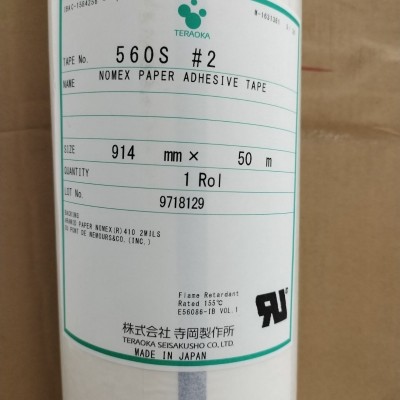 TERAOKA
TAPE No. 560S #2
NAME NOMEX PAPER ADHESIVE TAPE
SIZE 914 mm× 50 m
QUANTITY 1 Rol
LOT No. 9718129
BACKING
ARAMID PAPER NOMEX(R)410 2MILS
DU PONT DE NEMOURS&CO.(INC.)
Flame Retardant
Rated 155℃
E56086-IB VOL.1
株式会社 寺岡製作所
TERAOKA SEISAKUSHO CO., LTD.
MADE IN JAPAN